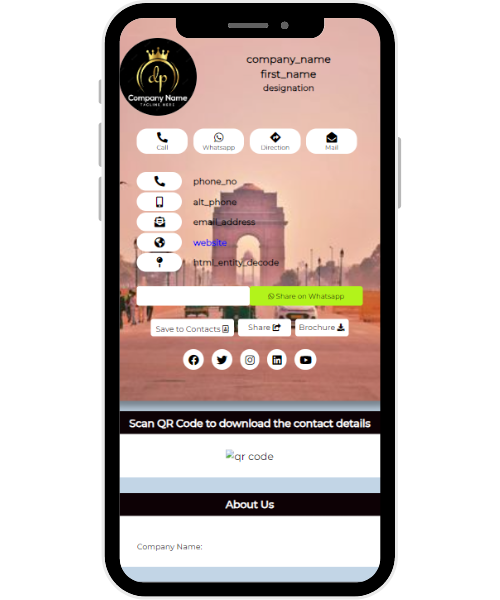 dp
Company Name
TAGLINE HERE
company_name
first_name
designation
Call
Whatsapp
Direction
Mail
phone_no
alt_phone
email_address
website
html_entity_decode
Share on Whatsapp
Save to Contacts
Share
Brochure
Scan QR Code to download the contact details
qr code
About Us
Company Name: